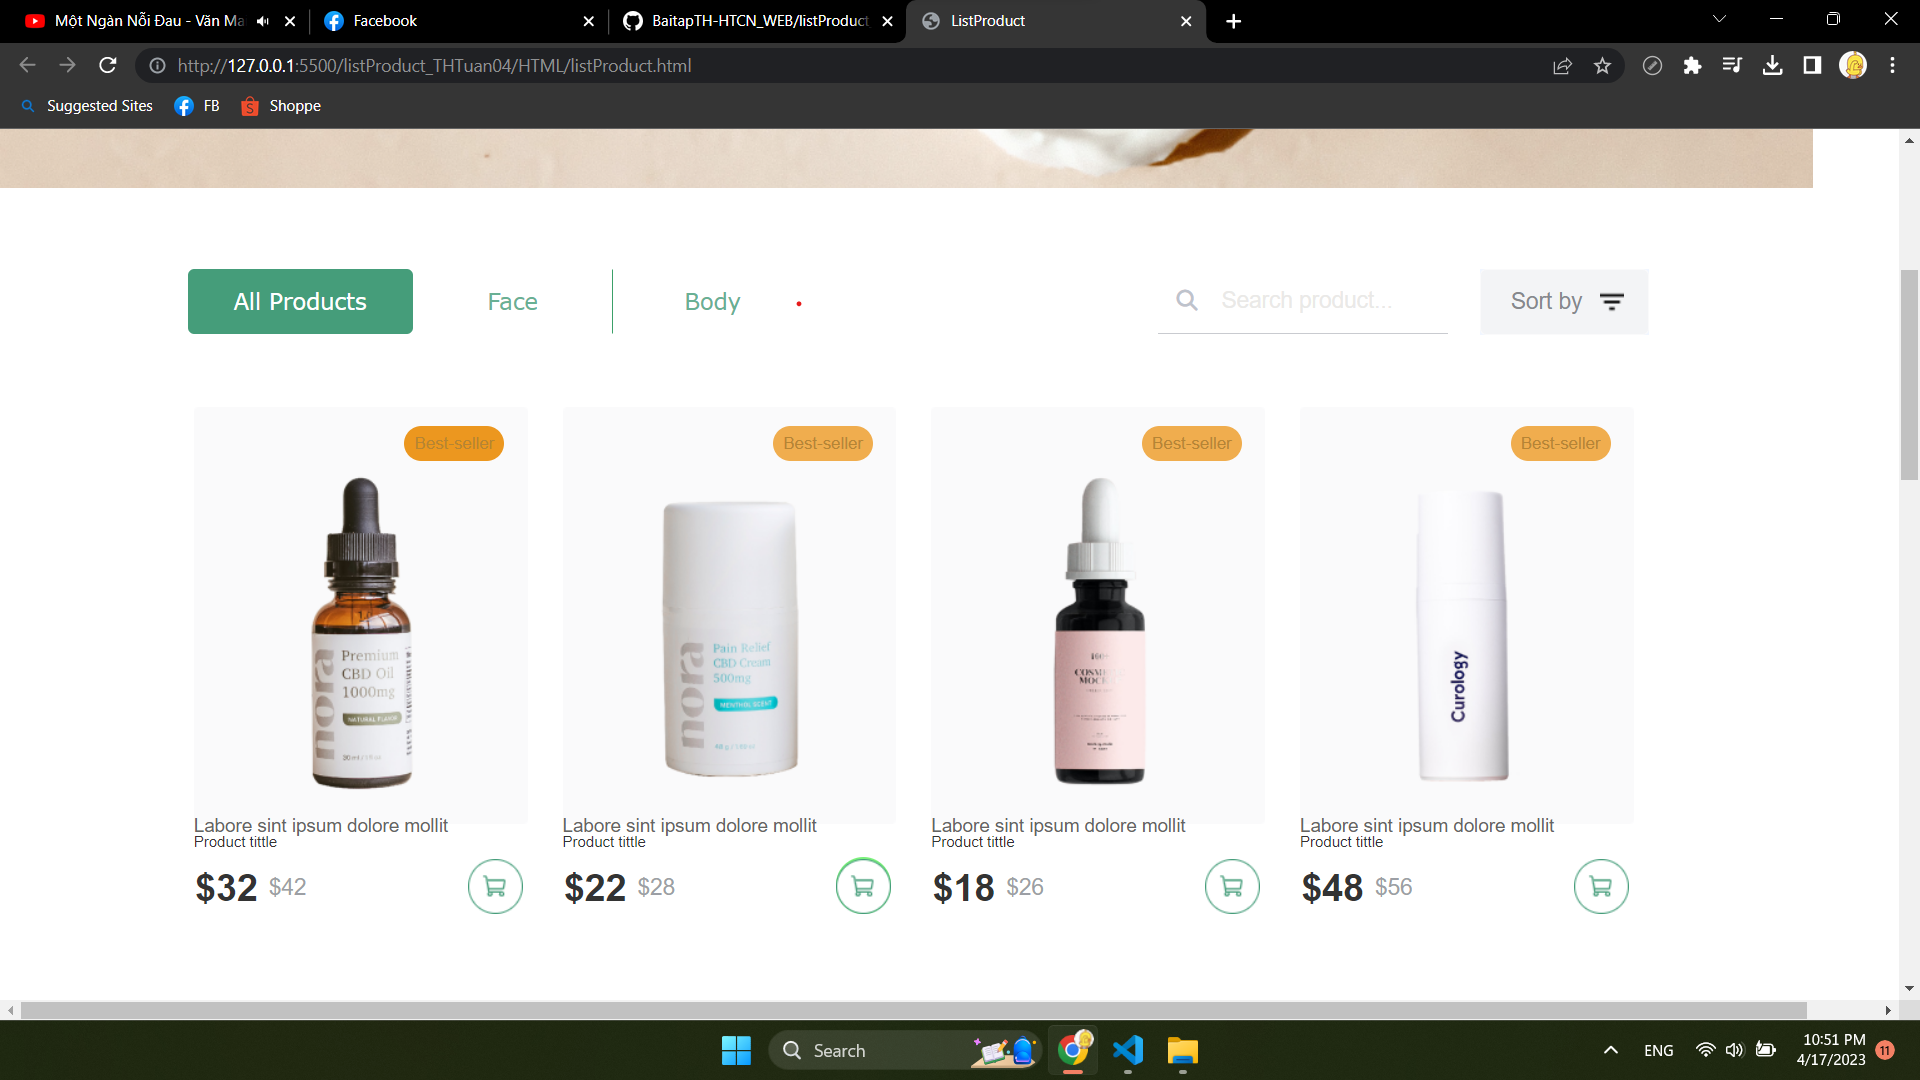 Một Ngàn Nỗi Đau - Văn Ma
Facebook
BaitapTH-HTCN_WEB/listProduct
ListProduct
http://127.0.0.1:5500/listProduct_THTuan04/HTML/listProduct.html
Suggested Sites
FB
Shoppe
All Products
Face
Body
Search product...
Sort by
Best-seller
Best-seller
Best-seller
Best-seller
nora
Premium
CBD Oil
1000mg
NATURAL FLAVOR
nora
Pain Relief
CBD Cream
500mg
MENTHOL SCENT
Curology
Labore sint ipsum dolore mollit
Product tittle
$32 $42
Labore sint ipsum dolore mollit
Product tittle
$22 $28
Labore sint ipsum dolore mollit
Product tittle
$18 $26
Labore sint ipsum dolore mollit
Product tittle
$48 $56
Search
ENG
10:51 PM
4/17/2023
11